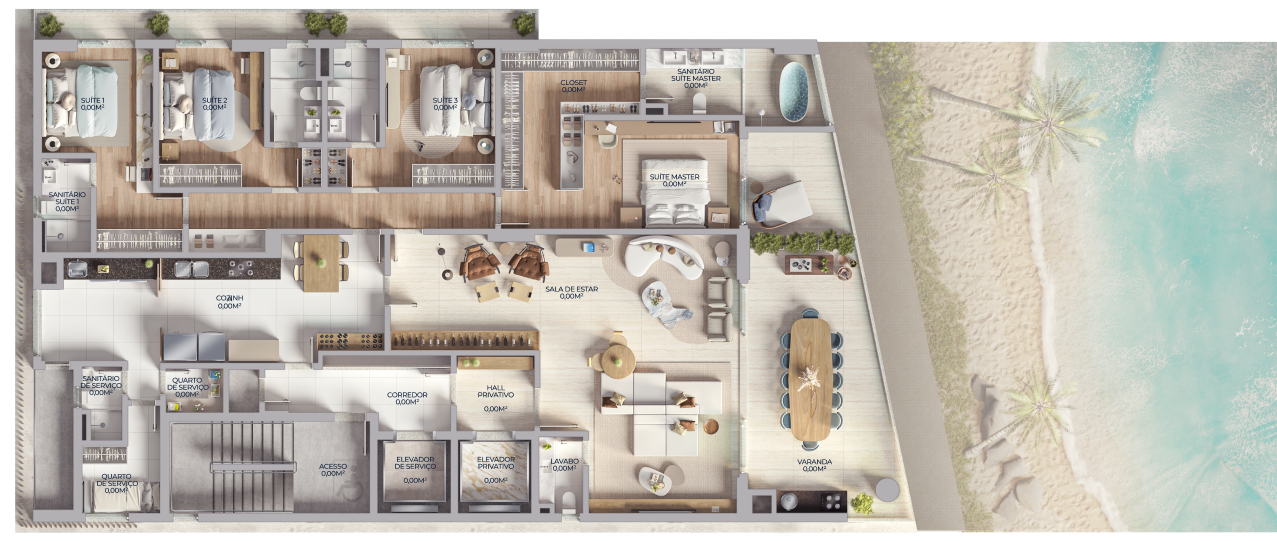 SUÍTE 1
0,00M²
SUÍTE 2
0,00M²
SUÍTE 3
0,00M²
CLOSET
0,00M²
SANITÁRIO
SUÍTE MASTER
0,00M²
SUÍTE MASTER
0,00M²
SANITÁRIO
SUÍTE 1
0,00M²
0,00M²
SALA DE ESTAR
0,00M²
SANITÁRIO
DE SERVIÇO
0,00M²
QUARTO
DE SERVIÇO
0,00M²
CORREDOR
0,00M²
HALL
PRIVATIVO
0,00M²
QUARTO
DE SERVIÇO
0,00M²
ACESSO
0,00M²
ELEVADOR
DE SERVIÇO
0,00M²
ELEVADOR
PRIVATIVO
0,00M²
LAVABO
0,00M²
VARANDA
0,00M²